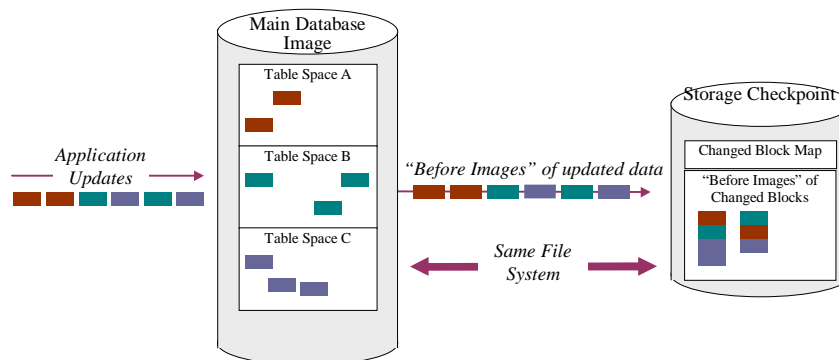 Main Database
Image
Table Space A
Table Space B
Table Space C
Application
Updates
“Before Images” of updated data
Same File
System
Storage Checkpoint
Changed Block Map
“Before Images” of
Changed Blocks